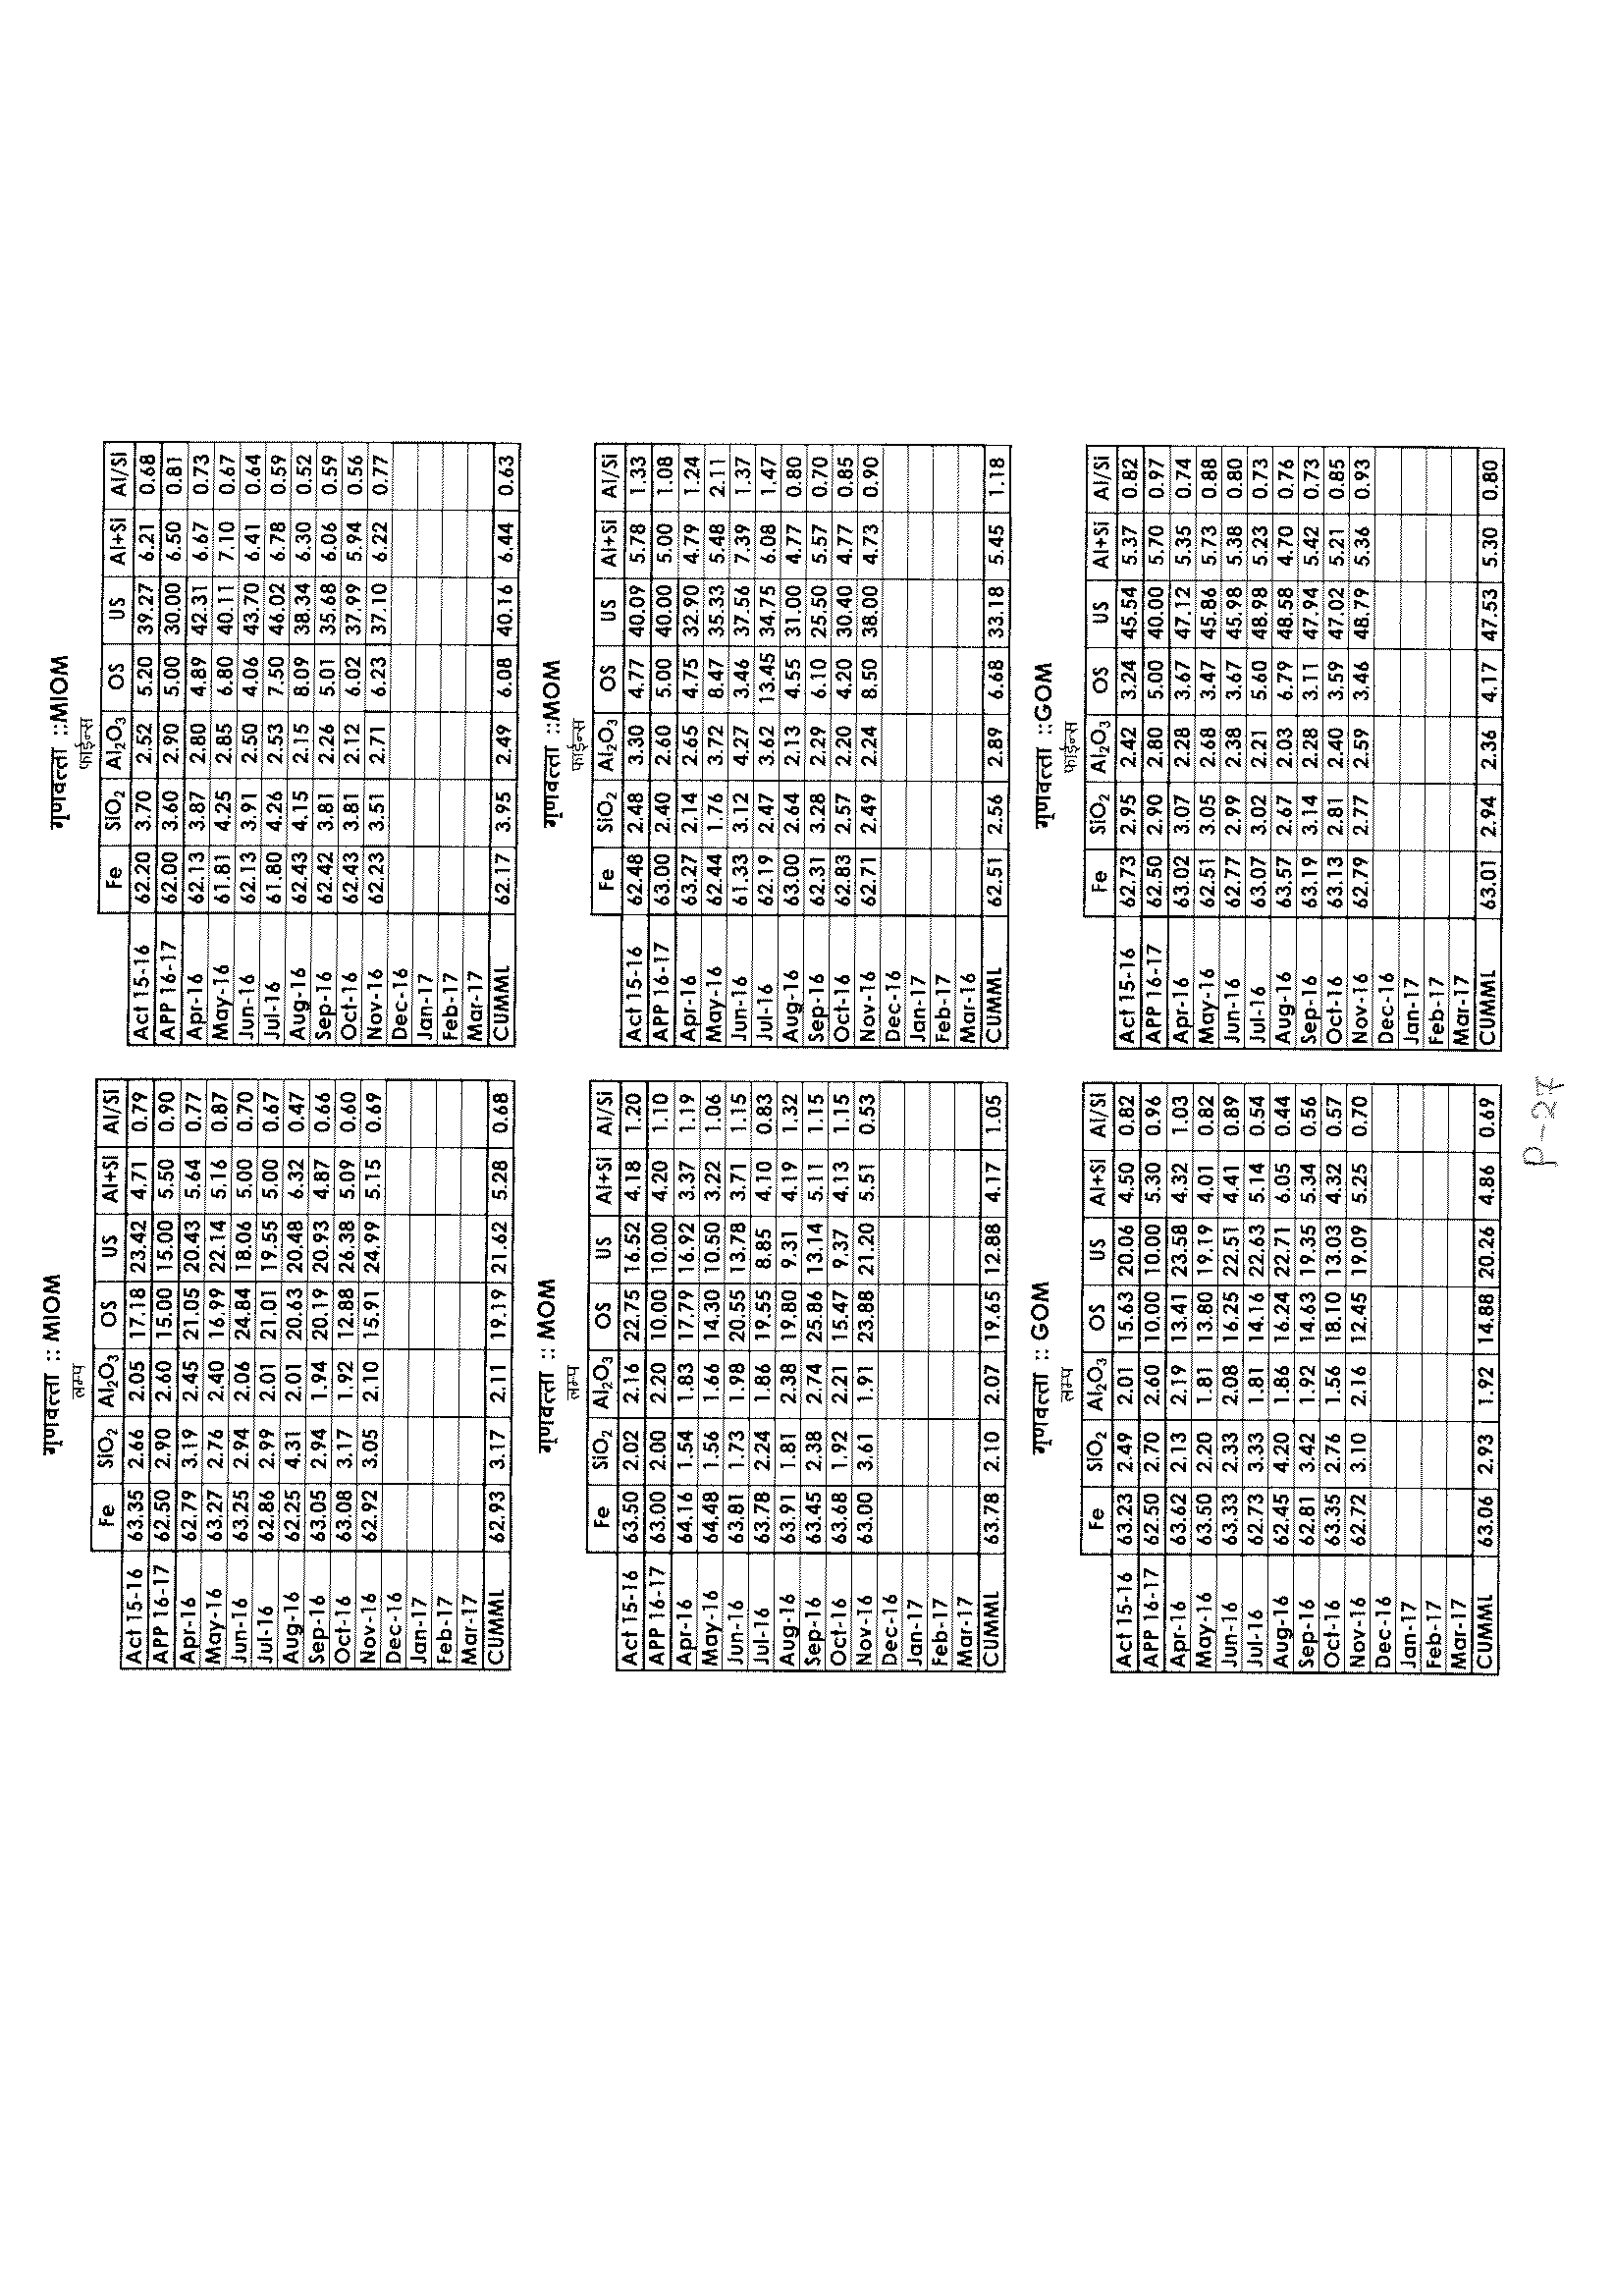 गुणवत्ता :: MIOM
लम्प
Fe SiO₂ Al₂O₃ OS US Al+Si Al/Si
Act 15-16 63.35 2.66 2.05 17.18 23.42 4.71 0.79
APP 16-17 62.50 2.90 2.60 15.00 15.00 5.50 0.90
Apr-16 62.79 3.19 2.45 21.05 20.43 5.64 0.77
May-16 63.27 2.76 2.40 16.99 22.14 5.16 0.87
Jun-16 63.25 2.94 2.06 24.84 18.06 5.00 0.70
Jul-16 62.86 2.99 2.01 21.01 19.55 5.00 0.67
Aug-16 62.25 4.31 2.01 20.63 20.48 6.32 0.47
Sep-16 63.05 2.94 1.94 20.19 20.93 4.87 0.66
Oct-16 63.08 3.17 1.92 12.88 26.38 5.09 0.60
Nov-16 62.92 3.05 2.10 15.91 24.99 5.15 0.69
Dec-16
Jan-17
Feb-17
Mar-17
CUMML 62.93 3.17 2.11 19.19 21.62 5.28 0.68
गुणवत्ता ::MIOM
फाईन्स
Fe SiO₂ Al₂O₃ OS US Al+Si Al/Si
Act 15-16 62.20 3.70 2.52 5.20 39.27 6.21 0.68
APP 16-17 62.00 3.60 2.90 5.00 30.00 6.50 0.81
Apr-16 62.13 3.87 2.80 4.89 42.31 6.67 0.73
May-16 61.81 4.25 2.85 6.80 40.11 7.10 0.67
Jun-16 62.13 3.91 2.50 4.06 43.70 6.41 0.64
Jul-16 61.80 4.26 2.53 7.50 46.02 6.78 0.59
Aug-16 62.43 4.15 2.15 8.09 38.34 6.30 0.52
Sep-16 62.42 3.81 2.26 5.01 35.68 6.06 0.59
Oct-16 62.43 3.81 2.12 6.02 37.99 5.94 0.56
Nov-16 62.23 3.51 2.71 6.23 37.10 6.22 0.77
Dec-16
Jan-17
Feb-17
Mar-17
CUMML 62.17 3.95 2.49 6.08 40.16 6.44 0.63
गुणवत्ता :: MOM
लम्प
Fe SiO₂ Al₂O₃ OS US Al+Si Al/Si
Act 15-16 63.50 2.02 2.16 22.75 16.52 4.18 1.20
APP 16-17 63.00 2.00 2.20 10.00 10.00 4.20 1.10
Apr-16 64.16 1.54 1.83 17.79 16.92 3.37 1.19
May-16 64.48 1.56 1.66 14.30 10.50 3.22 1.06
Jun-16 63.81 1.73 1.98 20.55 13.78 3.71 1.15
Jul-16 63.78 2.24 1.86 19.55 8.85 4.10 0.83
Aug-16 63.91 1.81 2.38 19.80 9.31 4.19 1.32
Sep-16 63.45 2.38 2.74 25.86 13.14 5.11 1.15
Oct-16 63.68 1.92 2.21 15.47 9.37 4.13 1.15
Nov-16 63.00 3.61 1.91 23.88 21.20 5.51 0.53
Dec-16
Jan-17
Feb-17
Mar-17
CUMML 63.78 2.10 2.07 19.65 12.88 4.17 1.05
गुणवत्ता ::MOM
फाईन्स
Fe SiO₂ Al₂O₃ OS US Al+Si Al/Si
Act 15-16 62.48 2.48 3.30 4.77 40.09 5.78 1.33
APP 16-17 63.00 2.40 2.60 5.00 40.00 5.00 1.08
Apr-16 63.27 2.14 2.65 4.75 32.90 4.79 1.24
May-16 62.44 1.76 3.72 8.47 35.33 5.48 2.11
Jun-16 61.33 3.12 4.27 3.46 37.56 7.39 1.37
Jul-16 62.19 2.47 3.62 13.45 34.75 6.08 1.47
Aug-16 63.00 2.64 2.13 4.55 31.00 4.77 0.80
Sep-16 62.31 3.28 2.29 6.10 25.50 5.57 0.70
Oct-16 62.83 2.57 2.20 4.20 30.40 4.77 0.85
Nov-16 62.71 2.49 2.24 8.50 38.00 4.73 0.90
Dec-16
Jan-17
Feb-17
Mar-16
CUMML 62.51 2.56 2.89 6.68 33.18 5.45 1.18
गुणवत्ता :: GOM
लम्प
Fe SiO₂ Al₂O₃ OS US Al+Si Al/Si
Act 15-16 63.23 2.49 2.01 15.63 20.06 4.50 0.82
APP 16-17 62.50 2.70 2.60 10.00 10.00 5.30 0.96
Apr-16 63.62 2.13 2.19 13.41 23.58 4.32 1.03
May-16 63.50 2.20 1.81 13.80 19.19 4.01 0.82
Jun-16 63.33 2.33 2.08 16.25 22.51 4.41 0.89
Jul-16 62.73 3.33 1.81 14.16 22.63 5.14 0.54
Aug-16 62.45 4.20 1.86 16.24 22.71 6.05 0.44
Sep-16 62.81 3.42 1.92 14.63 19.35 5.34 0.56
Oct-16 63.35 2.76 1.56 18.10 13.03 4.32 0.57
Nov-16 62.72 3.10 2.16 12.45 19.09 5.25 0.70
Dec-16
Jan-17
Feb-17
Mar-17
CUMML 63.06 2.93 1.92 14.88 20.26 4.86 0.69
गुणवत्ता ::GOM
फाईन्स
Fe SiO₂ Al₂O₃ OS US Al+Si Al/Si
Act 15-16 62.73 2.95 2.42 3.24 45.54 5.37 0.82
APP 16-17 62.50 2.90 2.80 5.00 40.00 5.70 0.97
Apr-16 63.02 3.07 2.28 3.67 47.12 5.35 0.74
May-16 62.51 3.05 2.68 3.47 45.86 5.73 0.88
Jun-16 62.77 2.99 2.38 3.67 45.98 5.38 0.80
Jul-16 63.07 3.02 2.21 5.60 48.98 5.23 0.73
Aug-16 63.57 2.67 2.03 6.79 48.58 4.70 0.76
Sep-16 63.19 3.14 2.28 3.11 47.94 5.42 0.73
Oct-16 63.13 2.81 2.40 3.59 47.02 5.21 0.85
Nov-16 62.79 2.77 2.59 3.46 48.79 5.36 0.93
Dec-16
Jan-17
Feb-17
Mar-17
CUMML 63.01 2.94 2.36 4.17 47.53 5.30 0.80
P-27